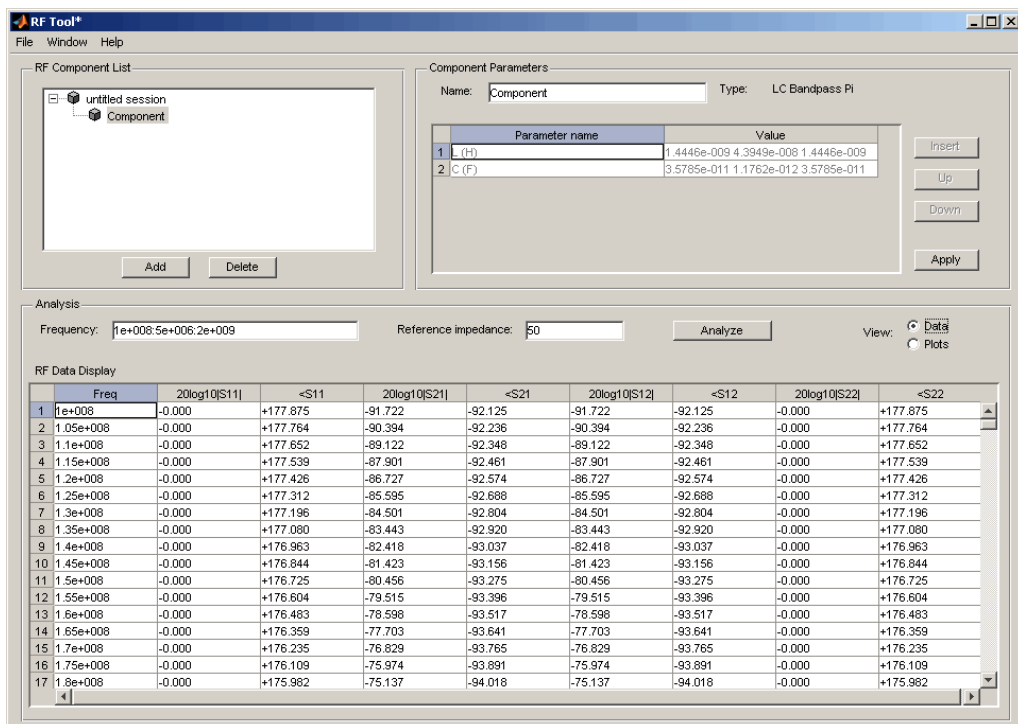 RF Tool*
File Window Help
RF Component List
untitled session
Component
Add Delete
Component Parameters
Name: Component Type: LC Bandpass Pi
Parameter name Value
1 L (H) 1.4446e-009 4.3949e-008 1.4446e-009
2 C (F) 3.5785e-011 1.1762e-012 3.5785e-011
Insert
Up
Down
Apply
Analysis
Frequency: 1e+008:5e+006:2e+009 Reference impedance: 50 Analyze View: Data
Plots
RF Data Display
Freq 20log10|S11| <S11 20log10|S21| <S21 20log10|S12| <S12 20log10|S22| <S22
1 1e+008 -0.000 +177.875 -91.722 -92.125 -91.722 -92.125 -0.000 +177.875
2 1.05e+008 -0.000 +177.764 -90.394 -92.236 -90.394 -92.236 -0.000 +177.764
3 1.1e+008 -0.000 +177.652 -89.122 -92.348 -89.122 -92.348 -0.000 +177.652
4 1.15e+008 -0.000 +177.539 -87.901 -92.461 -87.901 -92.461 -0.000 +177.539
5 1.2e+008 -0.000 +177.426 -86.727 -92.574 -86.727 -92.574 -0.000 +177.426
6 1.25e+008 -0.000 +177.312 -85.595 -92.688 -85.595 -92.688 -0.000 +177.312
7 1.3e+008 -0.000 +177.196 -84.501 -92.804 -84.501 -92.804 -0.000 +177.196
8 1.35e+008 -0.000 +177.080 -83.443 -92.920 -83.443 -92.920 -0.000 +177.080
9 1.4e+008 -0.000 +176.963 -82.418 -93.037 -82.418 -93.037 -0.000 +176.963
10 1.45e+008 -0.000 +176.844 -81.423 -93.156 -81.423 -93.156 -0.000 +176.844
11 1.5e+008 -0.000 +176.725 -80.456 -93.275 -80.456 -93.275 -0.000 +176.725
12 1.55e+008 -0.000 +176.604 -79.515 -93.396 -79.515 -93.396 -0.000 +176.604
13 1.6e+008 -0.000 +176.483 -78.598 -93.517 -78.598 -93.517 -0.000 +176.483
14 1.65e+008 -0.000 +176.359 -77.703 -93.641 -77.703 -93.641 -0.000 +176.359
15 1.7e+008 -0.000 +176.235 -76.829 -93.765 -76.829 -93.765 -0.000 +176.235
16 1.75e+008 -0.000 +176.109 -75.974 -93.891 -75.974 -93.891 -0.000 +176.109
17 1.8e+008 -0.000 +175.982 -75.137 -94.018 -75.137 -94.018 -0.000 +175.982